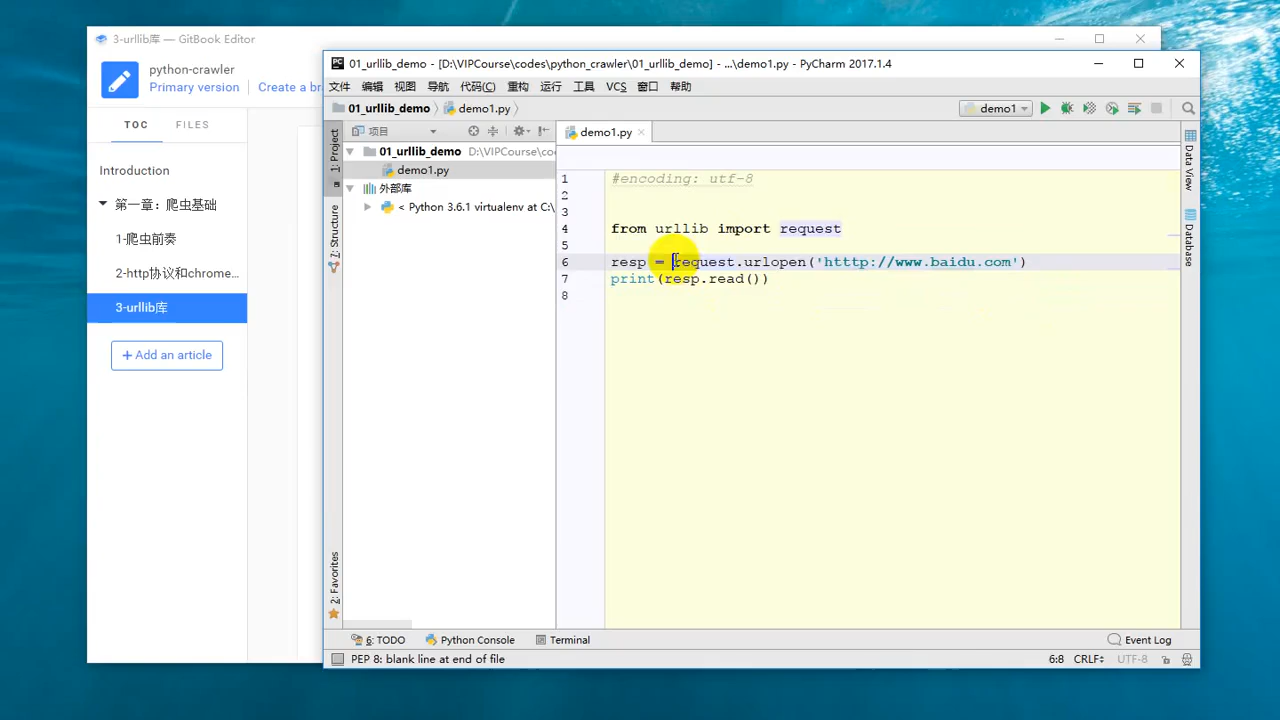 3-urllib库 — GitBook Editor
python-crawler
Primary version
Create a br
TOC
FILES
Introduction
第一章：爬虫基础
1-爬虫前奏
2-http协议和chrome...
3-urllib库
+ Add an article
01_urllib_demo - [D:\VIPCourse\codes\python_crawler\01_urllib_demo] - ...\demo1.py - PyCharm 2017.1.4
文件 编辑 视图 导航 代码(C) 重构 运行 工具 VCS 窗口 帮助
01_urllib_demo demo1.py
demo1
1: Project
7: Structure
2: Favorites
项目
01_urllib_demo D:\VIPCourse\co
demo1.py
外部库
< Python 3.6.1 virtualenv at C:\
demo1.py
1 #encoding: utf-8
2
3
4 from urllib import request
5
6 resp = request.urlopen('htttp://www.baidu.com')
7 print(resp.read())
8
Data View
Database
6: TODO
Python Console
Terminal
Event Log
PEP 8: blank line at end of file
6:8 CRLF UTF-8